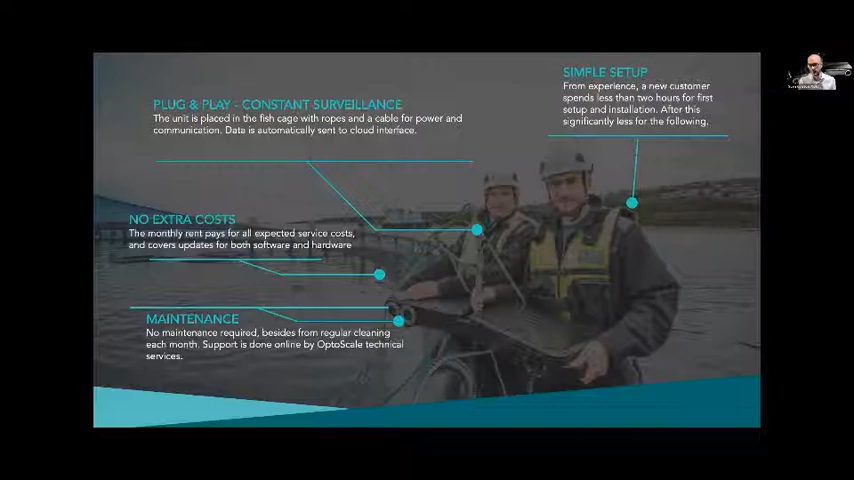 PLUG & PLAY - CONSTANT SURVEILLANCE
The unit is placed in the fish cage with ropes and a cable for power and
communication. Data is automatically sent to cloud interface.
SIMPLE SETUP
From experience, a new customer
spends less than two hours for first
setup and installation. After this
significantly less for the following.
NO EXTRA COSTS
The monthly rent pays for all expected service costs,
and covers updates for both software and hardware
MAINTENANCE
No maintenance required, besides from regular cleaning
each month. Support is done online by OptoScale technical
services.